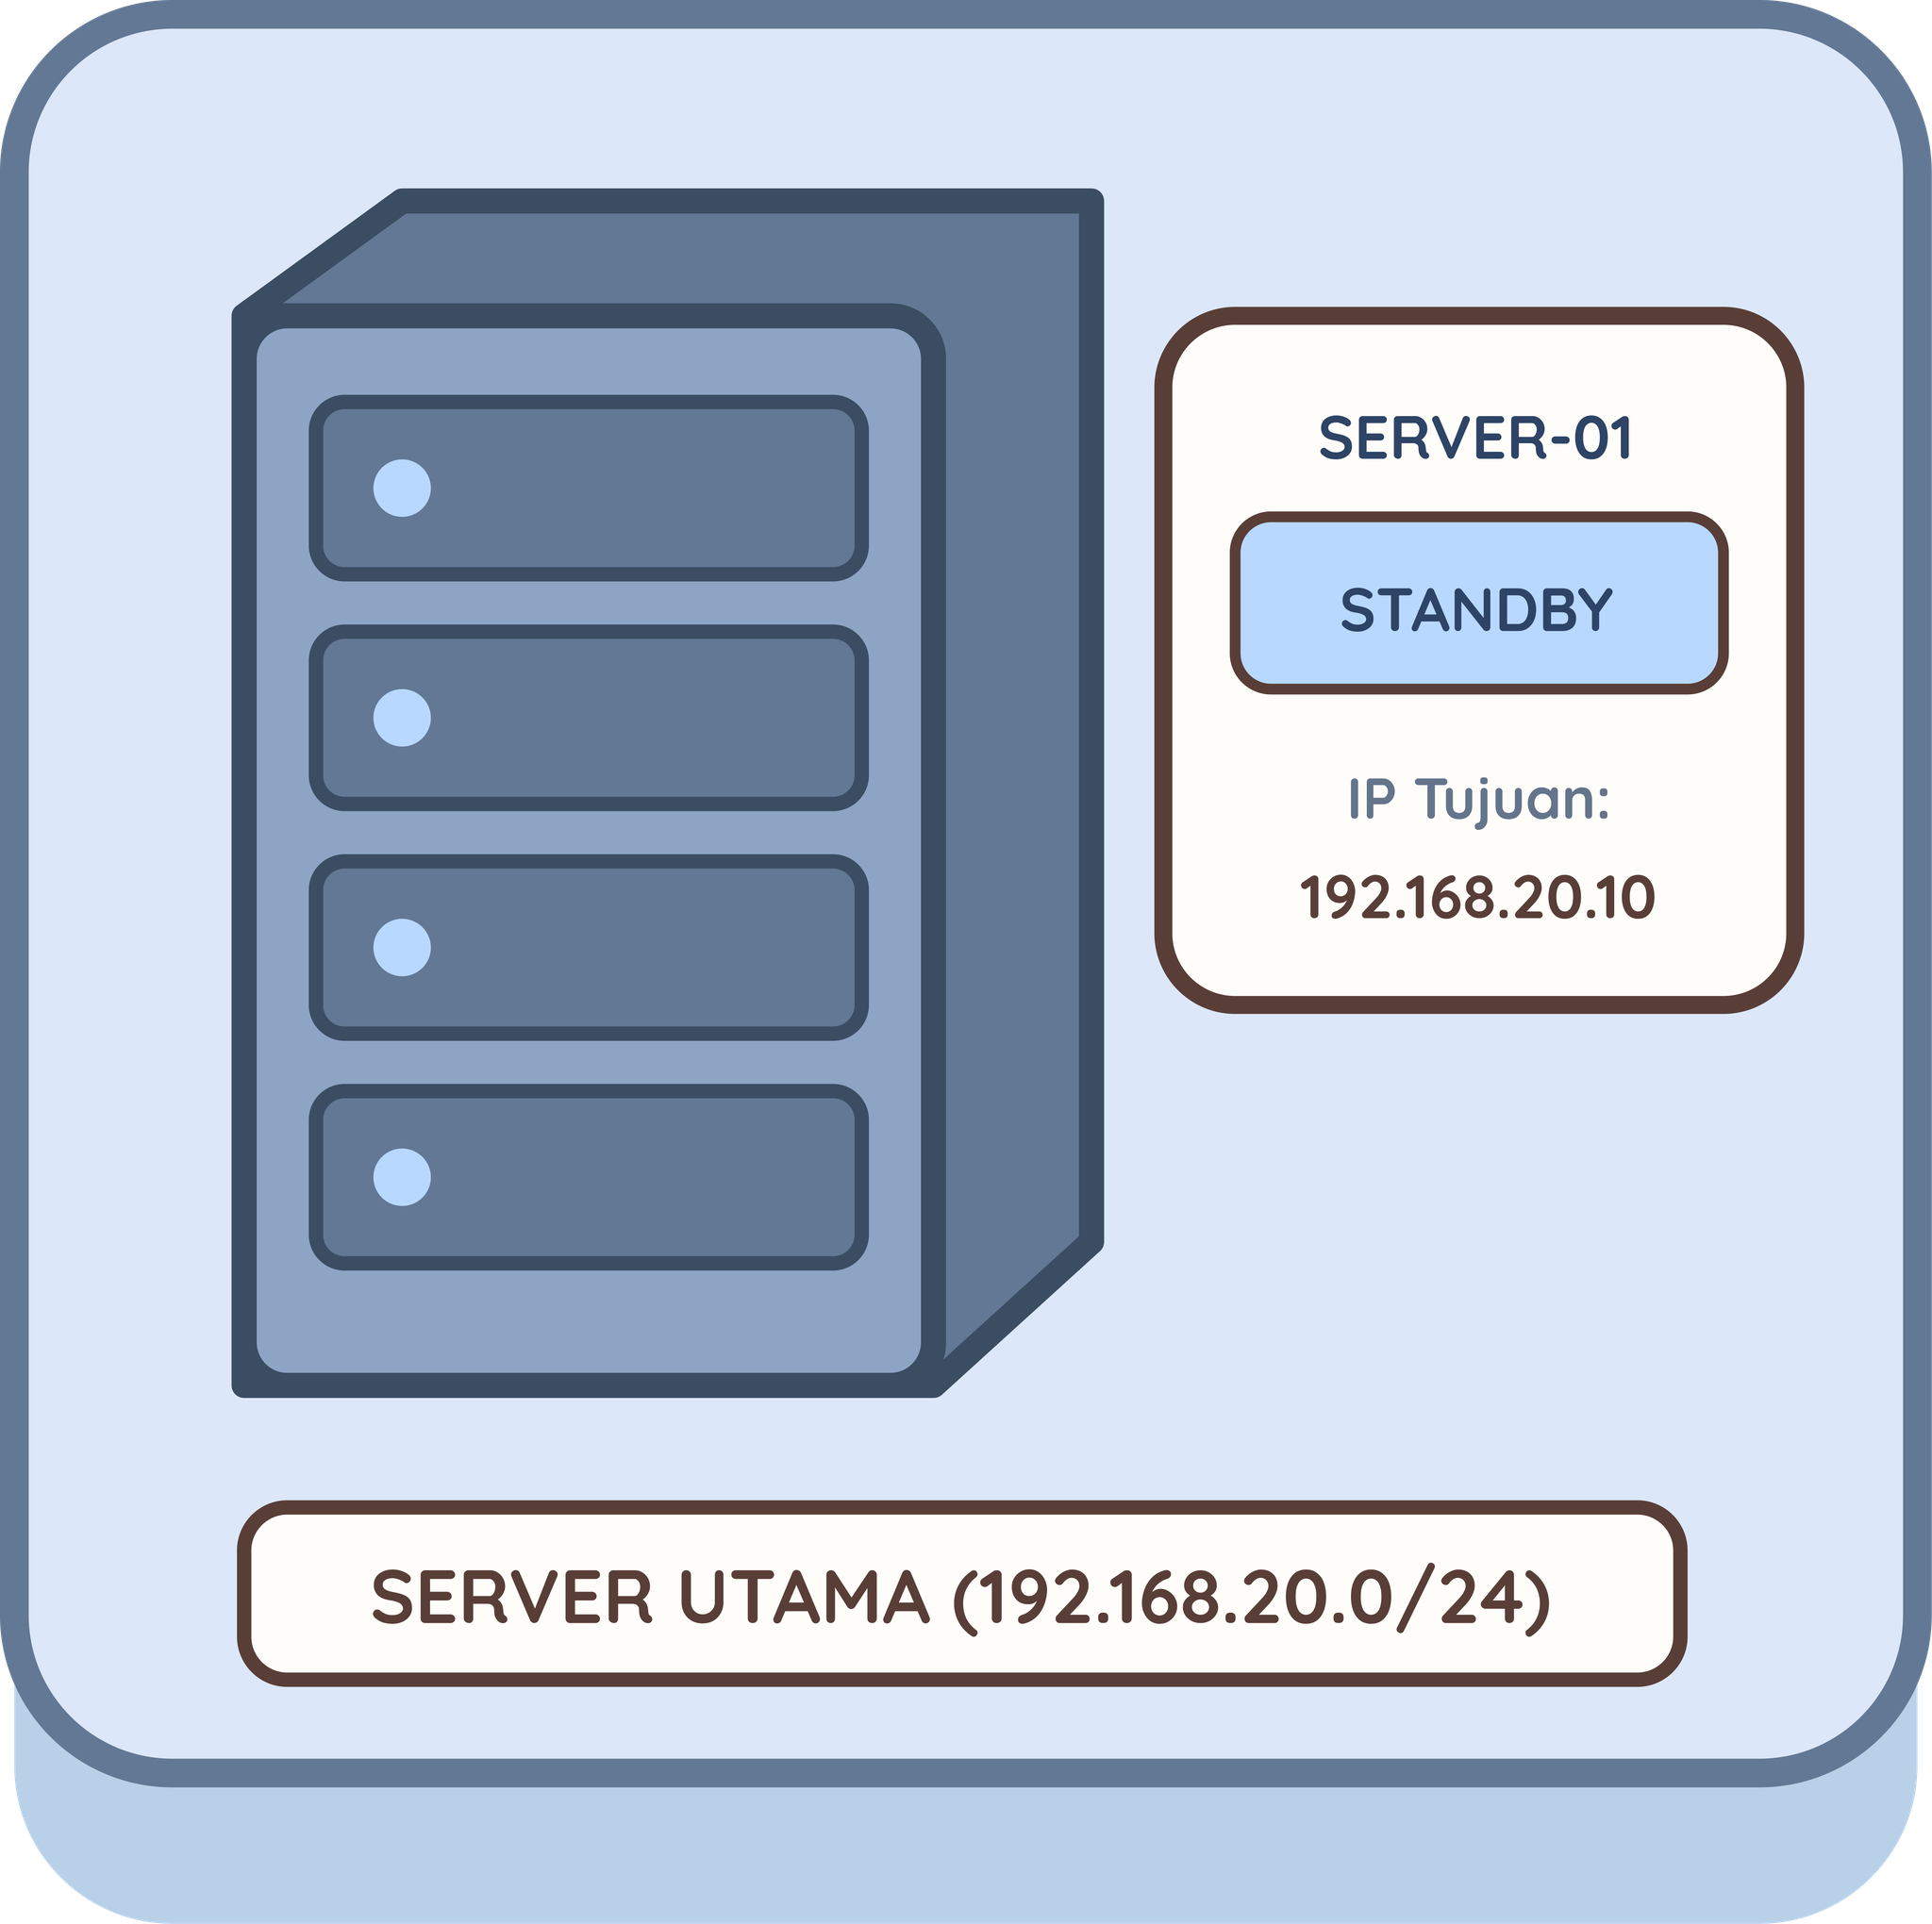 SERVER-01
STANDBY
IP Tujuan:
192.168.20.10
SERVER UTAMA (192.168.20.0/24)